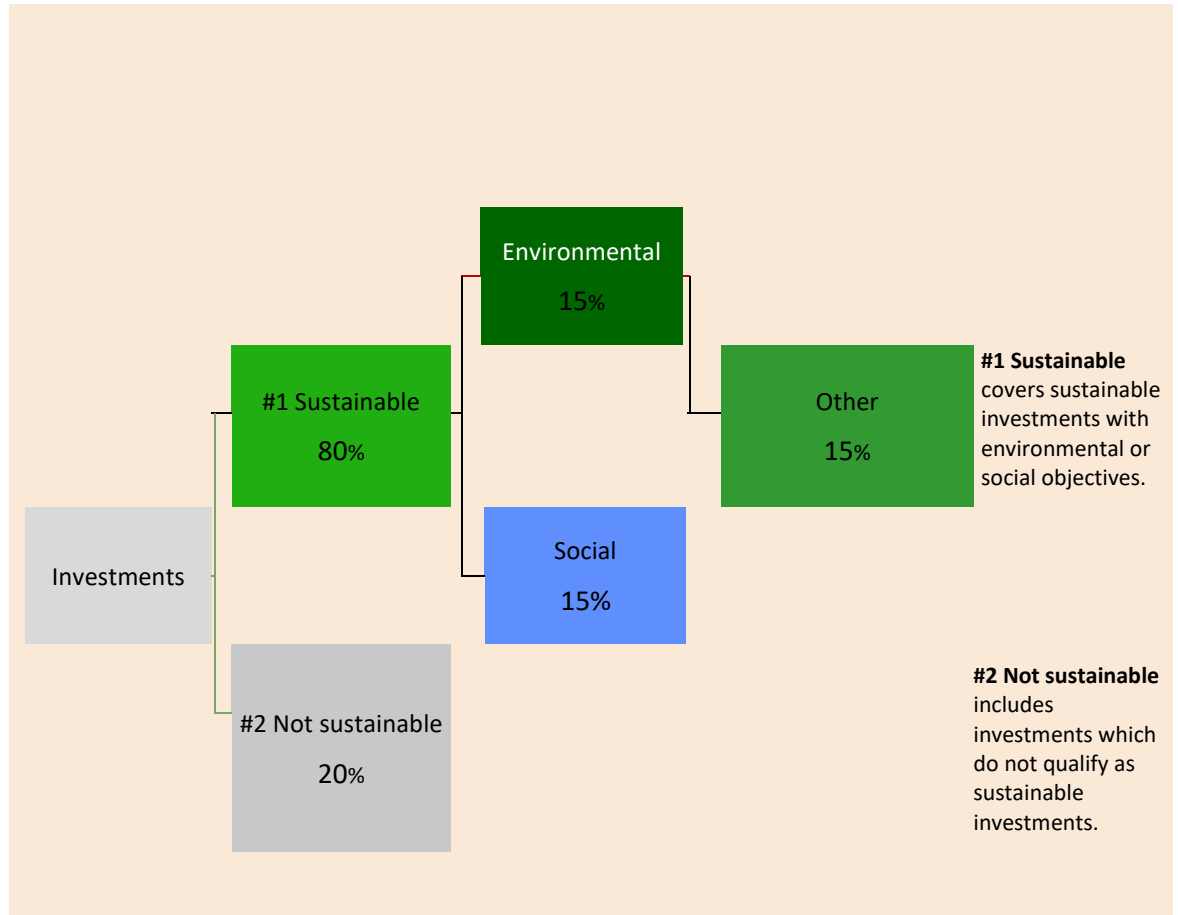 Environmental
15%
#1 Sustainable
80%
Other
15%
#1 Sustainable
covers sustainable
investments with
environmental or
social objectives.
Investments
Social
15%
#2 Not sustainable
20%
#2 Not sustainable
includes
investments which
do not qualify as
sustainable
investments.